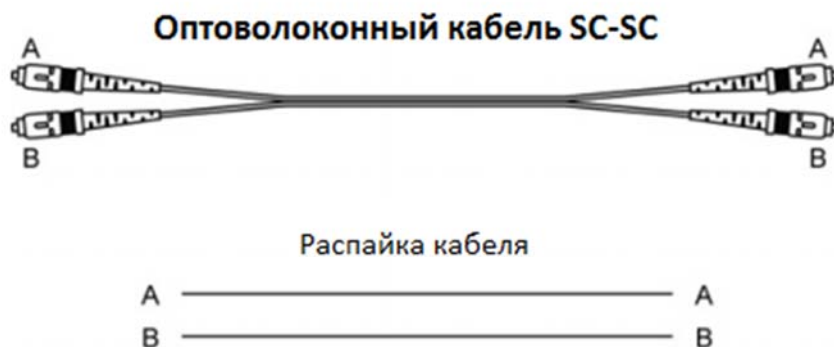 Оптоволоконный кабель SC-SC
A A
B B
Распайка кабеля
A A
B B